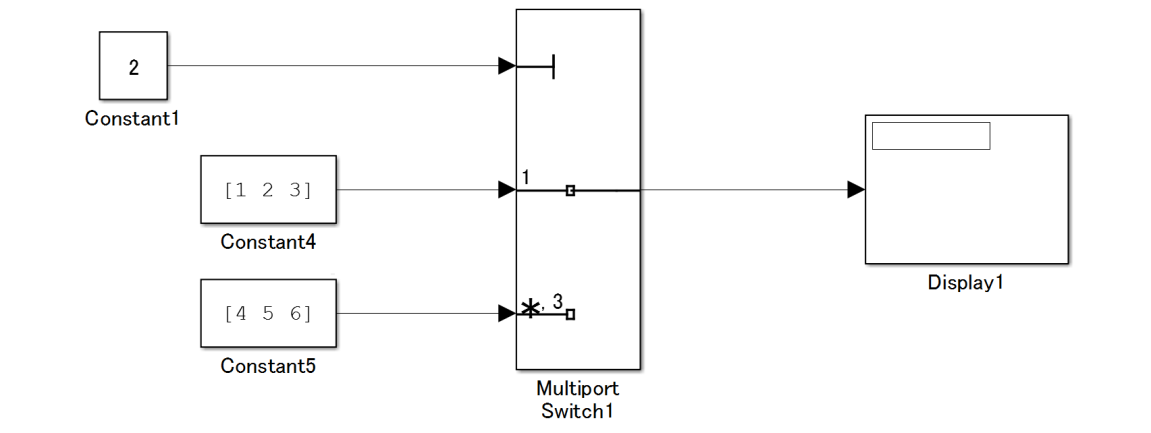 2
Constant1
[1 2 3]
Constant4
1
[4 5 6]
Constant5
*, 3
Multiport
Switch1
Display1